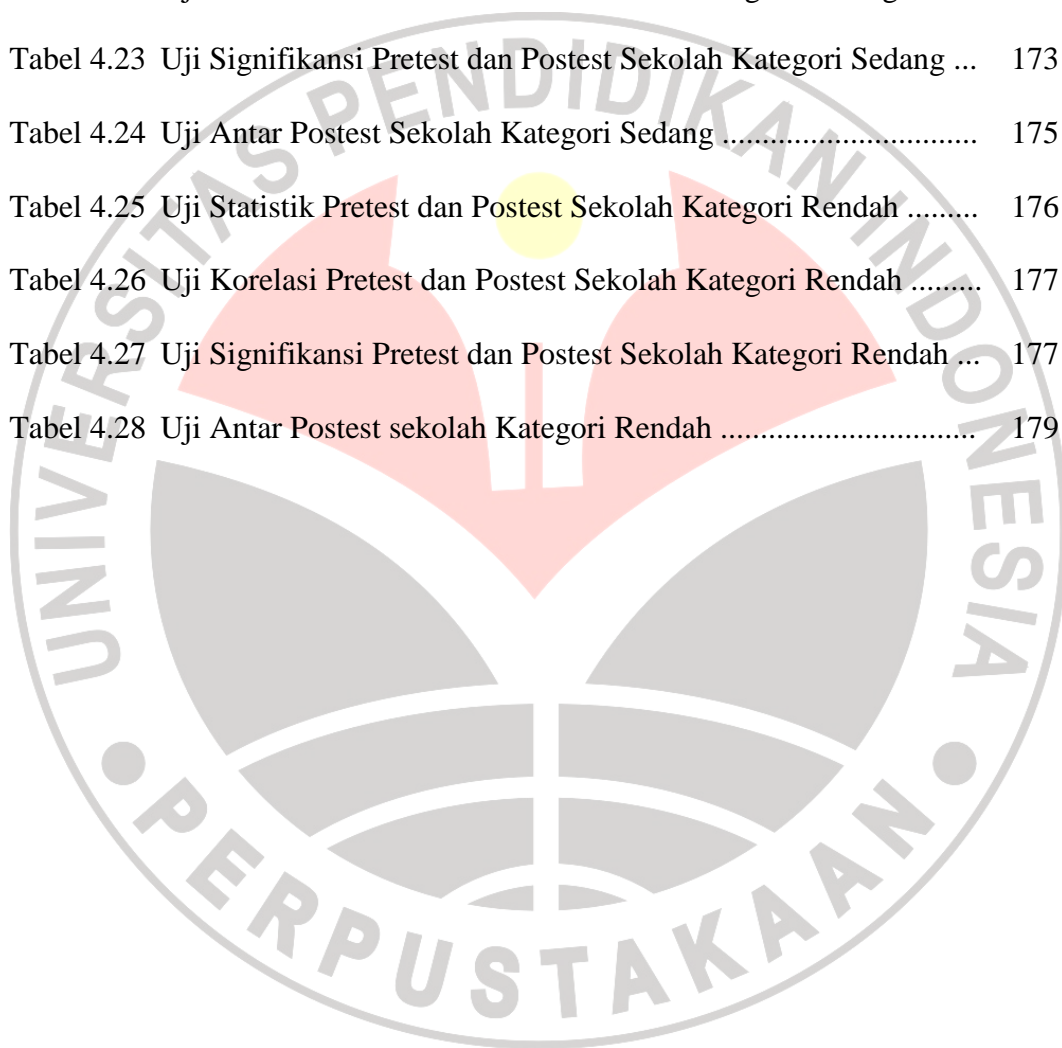 Tabel 4.23 Uji Signifikansi Pretest dan Postest Sekolah Kategori Sedang ... 173
Tabel 4.24 Uji Antar Postest Sekolah Kategori Sedang ................................ 175
Tabel 4.25 Uji Statistik Pretest dan Postest Sekolah Kategori Rendah ......... 176
Tabel 4.26 Uji Korelasi Pretest dan Postest Sekolah Kategori Rendah ......... 177
Tabel 4.27 Uji Signifikansi Pretest dan Postest Sekolah Kategori Rendah ... 177
Tabel 4.28 Uji Antar Postest sekolah Kategori Rendah ................................ 179
UNIVERSITAS PENDIDIKAN INDONESIA
PERPUSTAKAAN